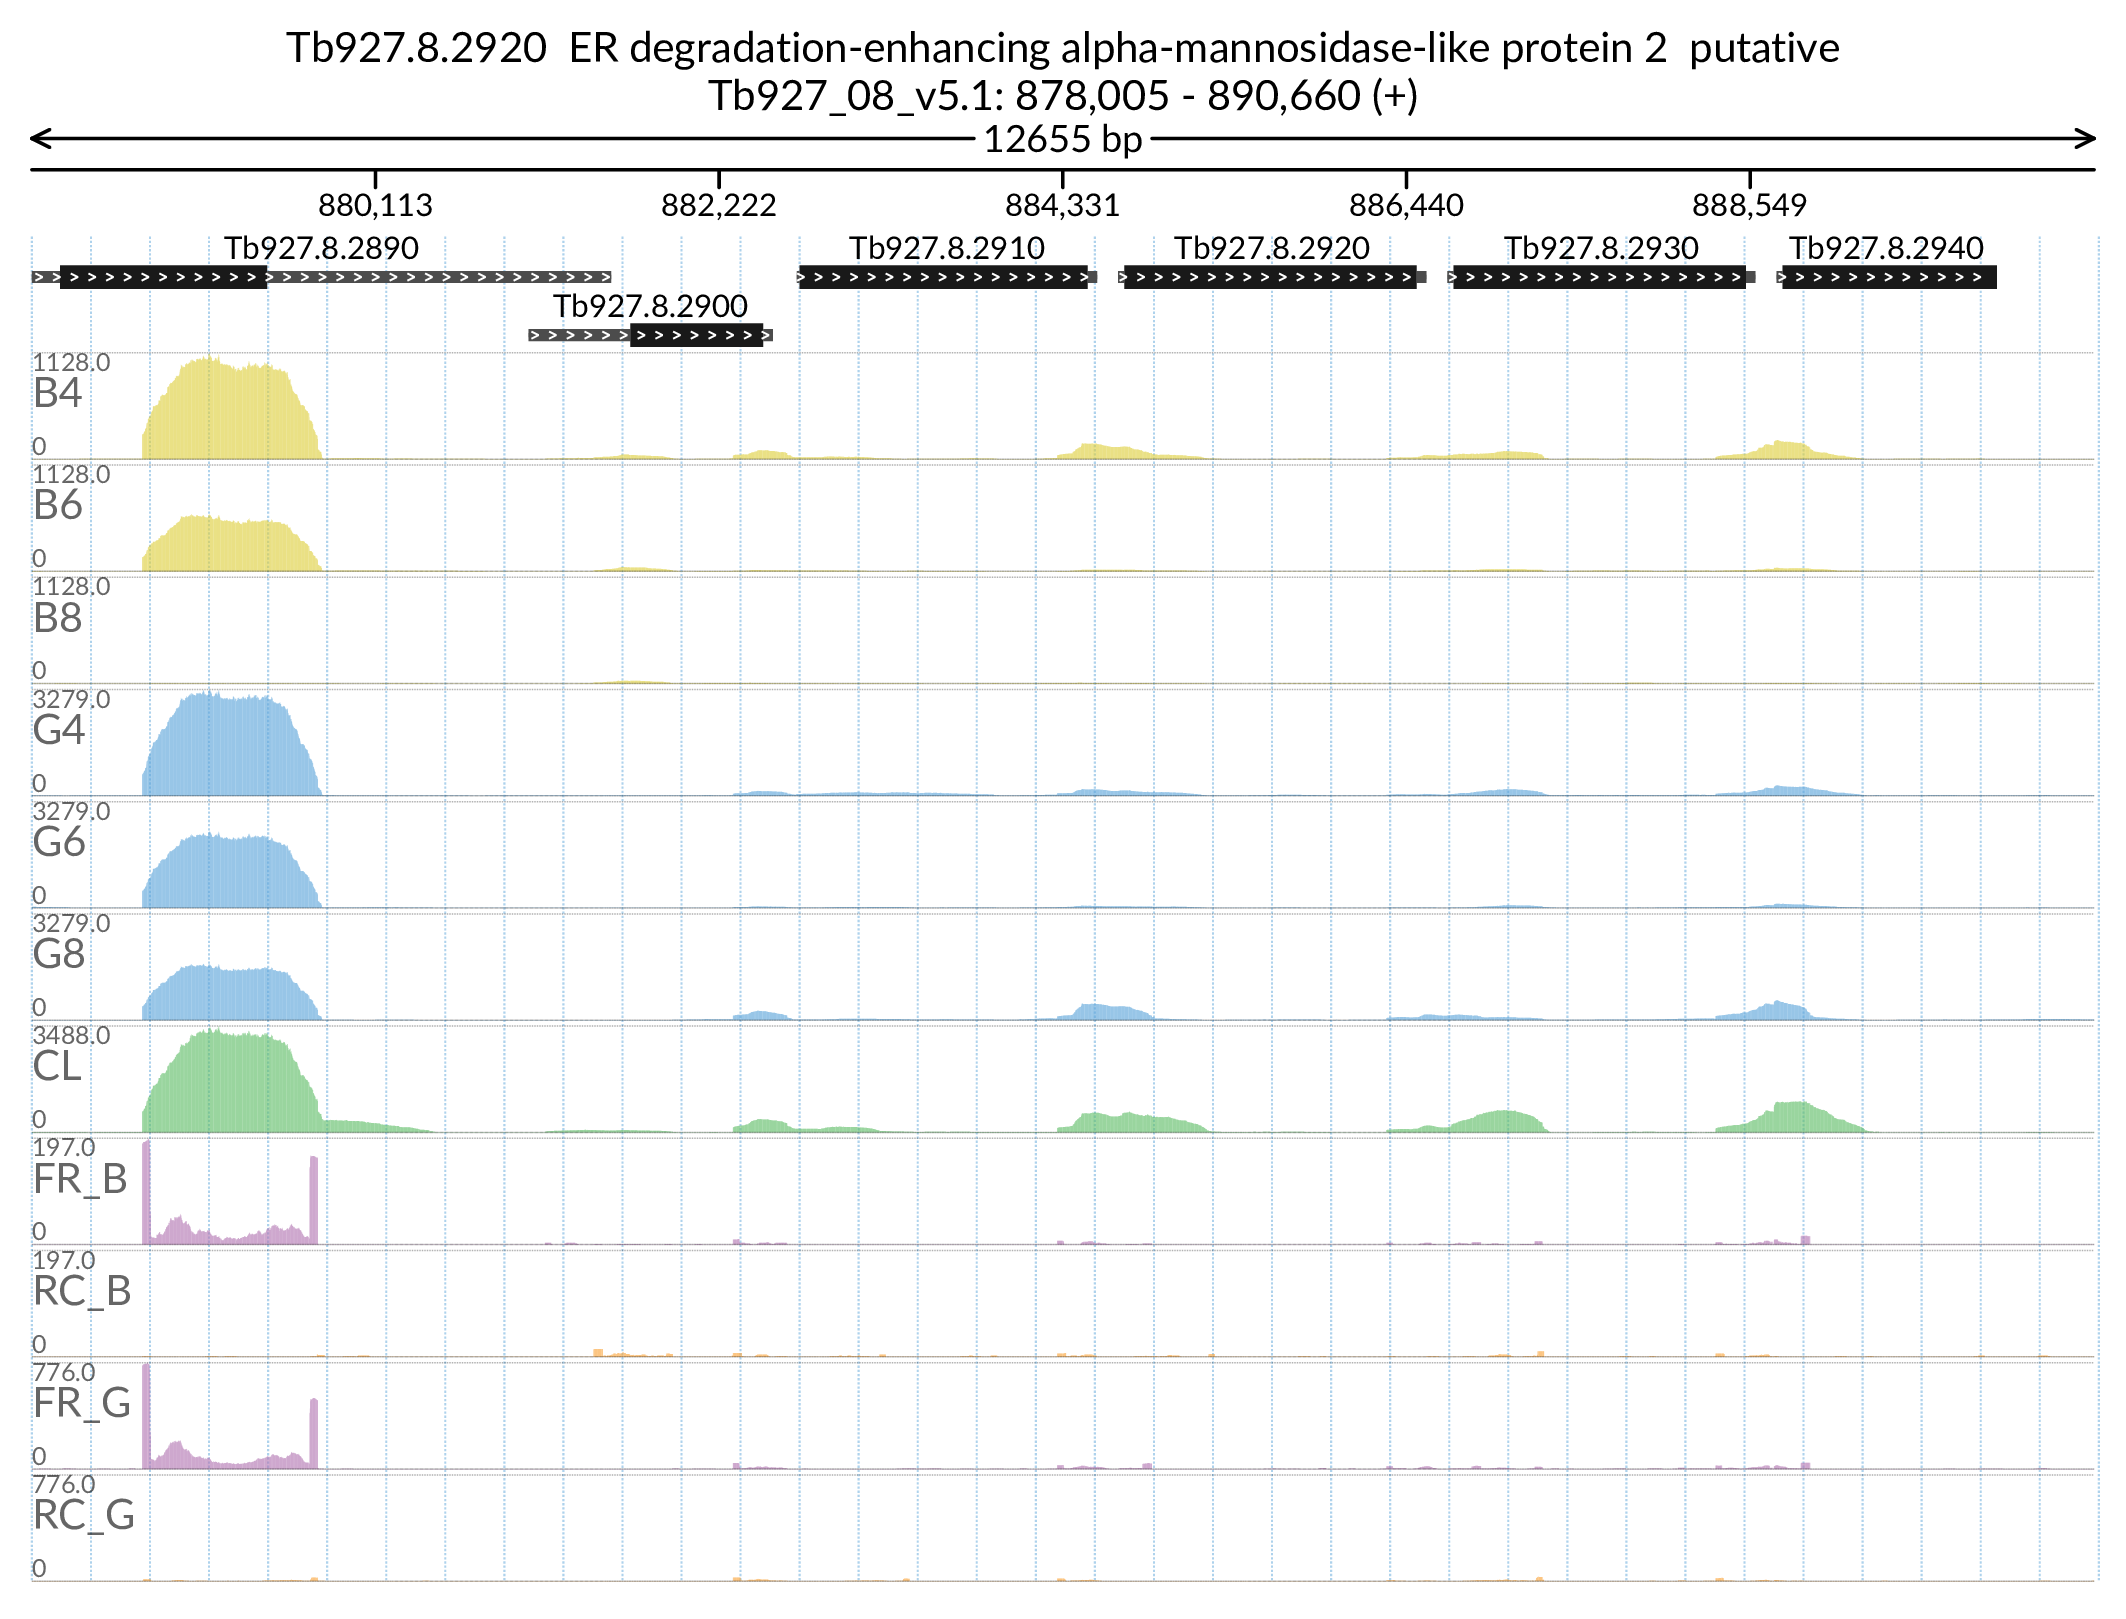 Tb927.8.2920  ER degradation-enhancing alpha-mannosidase-like protein 2  putative
Tb927_08_v5.1: 878,005 - 890,660 (+)
12655 bp
880,113 882,222 884,331 886,440 888,549
Tb927.8.2890 Tb927.8.2910 Tb927.8.2920 Tb927.8.2930 Tb927.8.2940
Tb927.8.2900
1128.0
B4
0
1128.0
B6
0
1128.0
B8
0
3279.0
G4
0
3279.0
G6
0
3279.0
G8
0
3488.0
CL
0
197.0
FR_B
0
197.0
RC_B
0
776.0
FR_G
0
776.0
RC_G
0